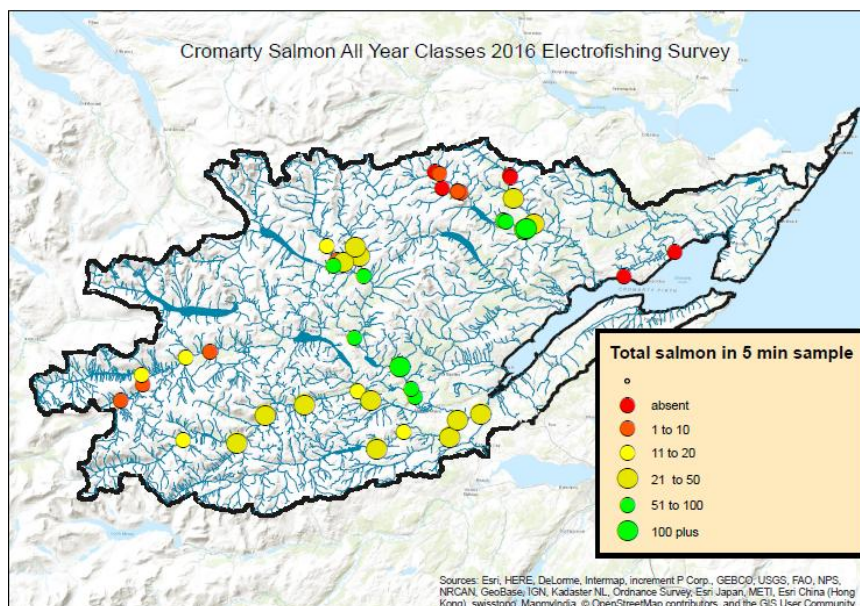 Cromarty Salmon All Year Classes 2016 Electrofishing Survey
CROMARTY FIRTH
Total salmon in 5 min sample
absent
1 to 10
11 to 20
21 to 50
51 to 100
100 plus
Sources: Esri, HERE, DeLorme, Intermap, increment P Corp., GEBCO, USGS, FAO, NPS,
NRCAN, GeoBase, IGN, Kadaster NL, Ordnance Survey, Esri Japan, METI, Esri China (Hong
Kong), swisstopo, MapmyIndia, © OpenStreetMap contributors, and the GIS User Community